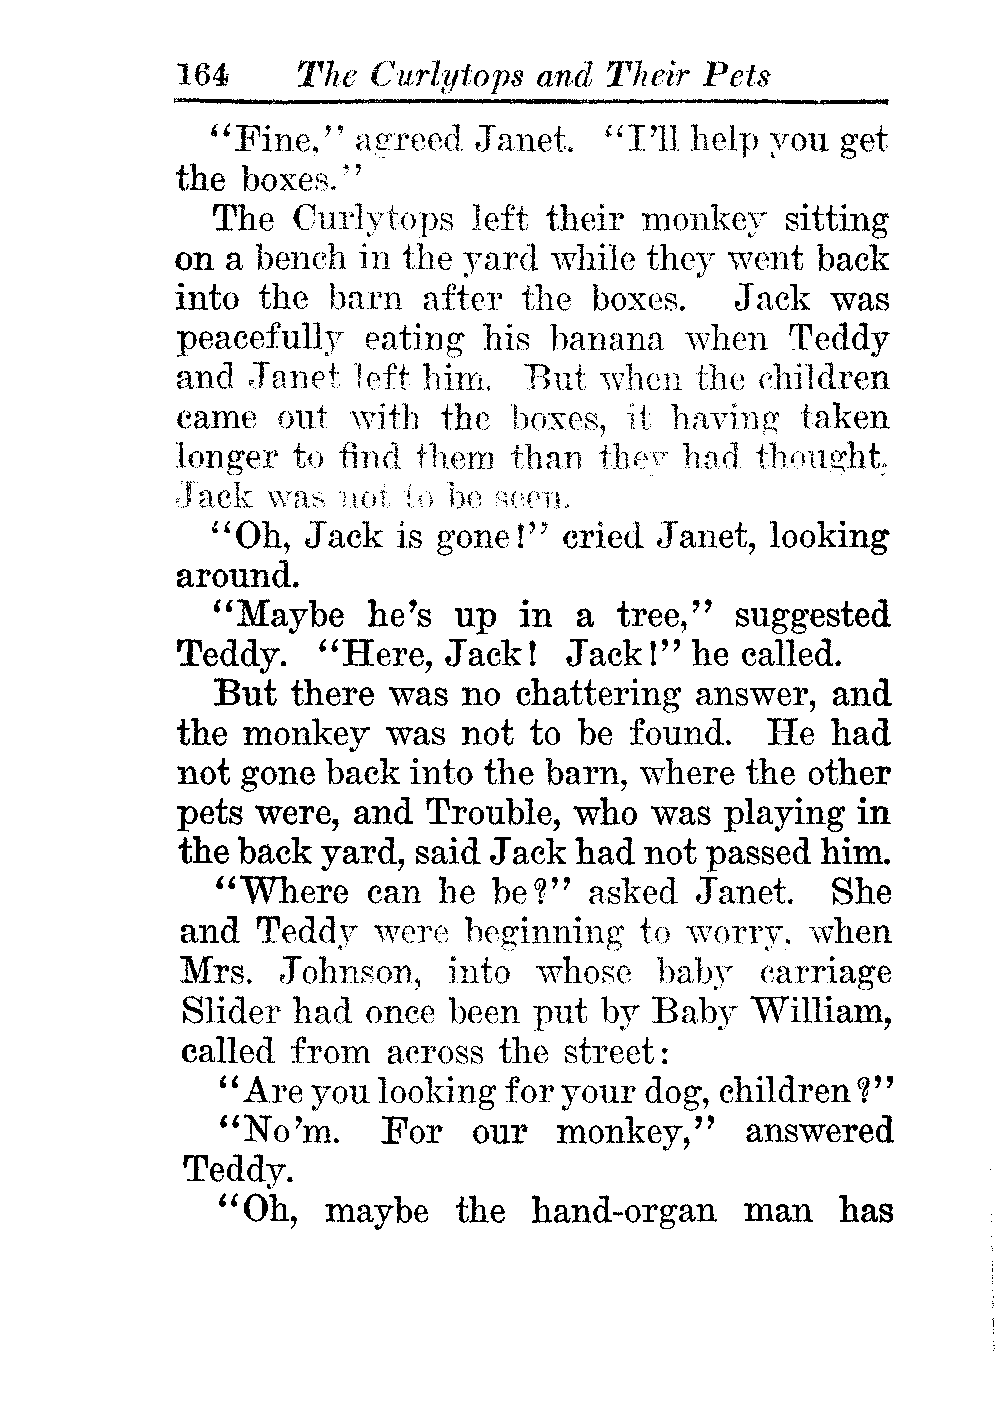 164 The Curlytops and Their Pets
“Fine,” agreed Janet. “I’ll help you get
the boxes.”
The Curlytops left their monkey sitting
on a bench in the yard while they went back
into the barn after the boxes. Jack was
peacefully eating his banana when Teddy
and Janet left him. But when the children
came out with the boxes, it having taken
longer to find them than they had thought,
Jack was not to be seen.
“Oh, Jack is gone!” cried Janet, looking
around.
“Maybe he’s up in a tree,” suggested
Teddy. “Here, Jack! Jack!” he called.
But there was no chattering answer, and
the monkey was not to be found. He had
not gone back into the barn, where the other
pets were, and Trouble, who was playing in
the back yard, said Jack had not passed him.
“Where can he be?” asked Janet. She
and Teddy were beginning to worry, when
Mrs. Johnson, into whose baby carriage
Slider had once been put by Baby William,
called from across the street:
“Are you looking for your dog, children?”
“No’m. For our monkey,” answered
Teddy.
“Oh, maybe the hand-organ man has